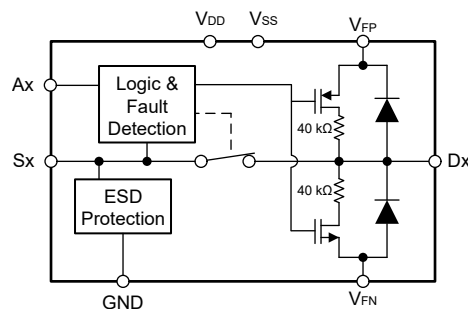 VDD
VSS
VFP
Ax
Logic &
Fault
Detection
40 kΩ
Sx
Dx
40 kΩ
ESD
Protection
GND
VFN